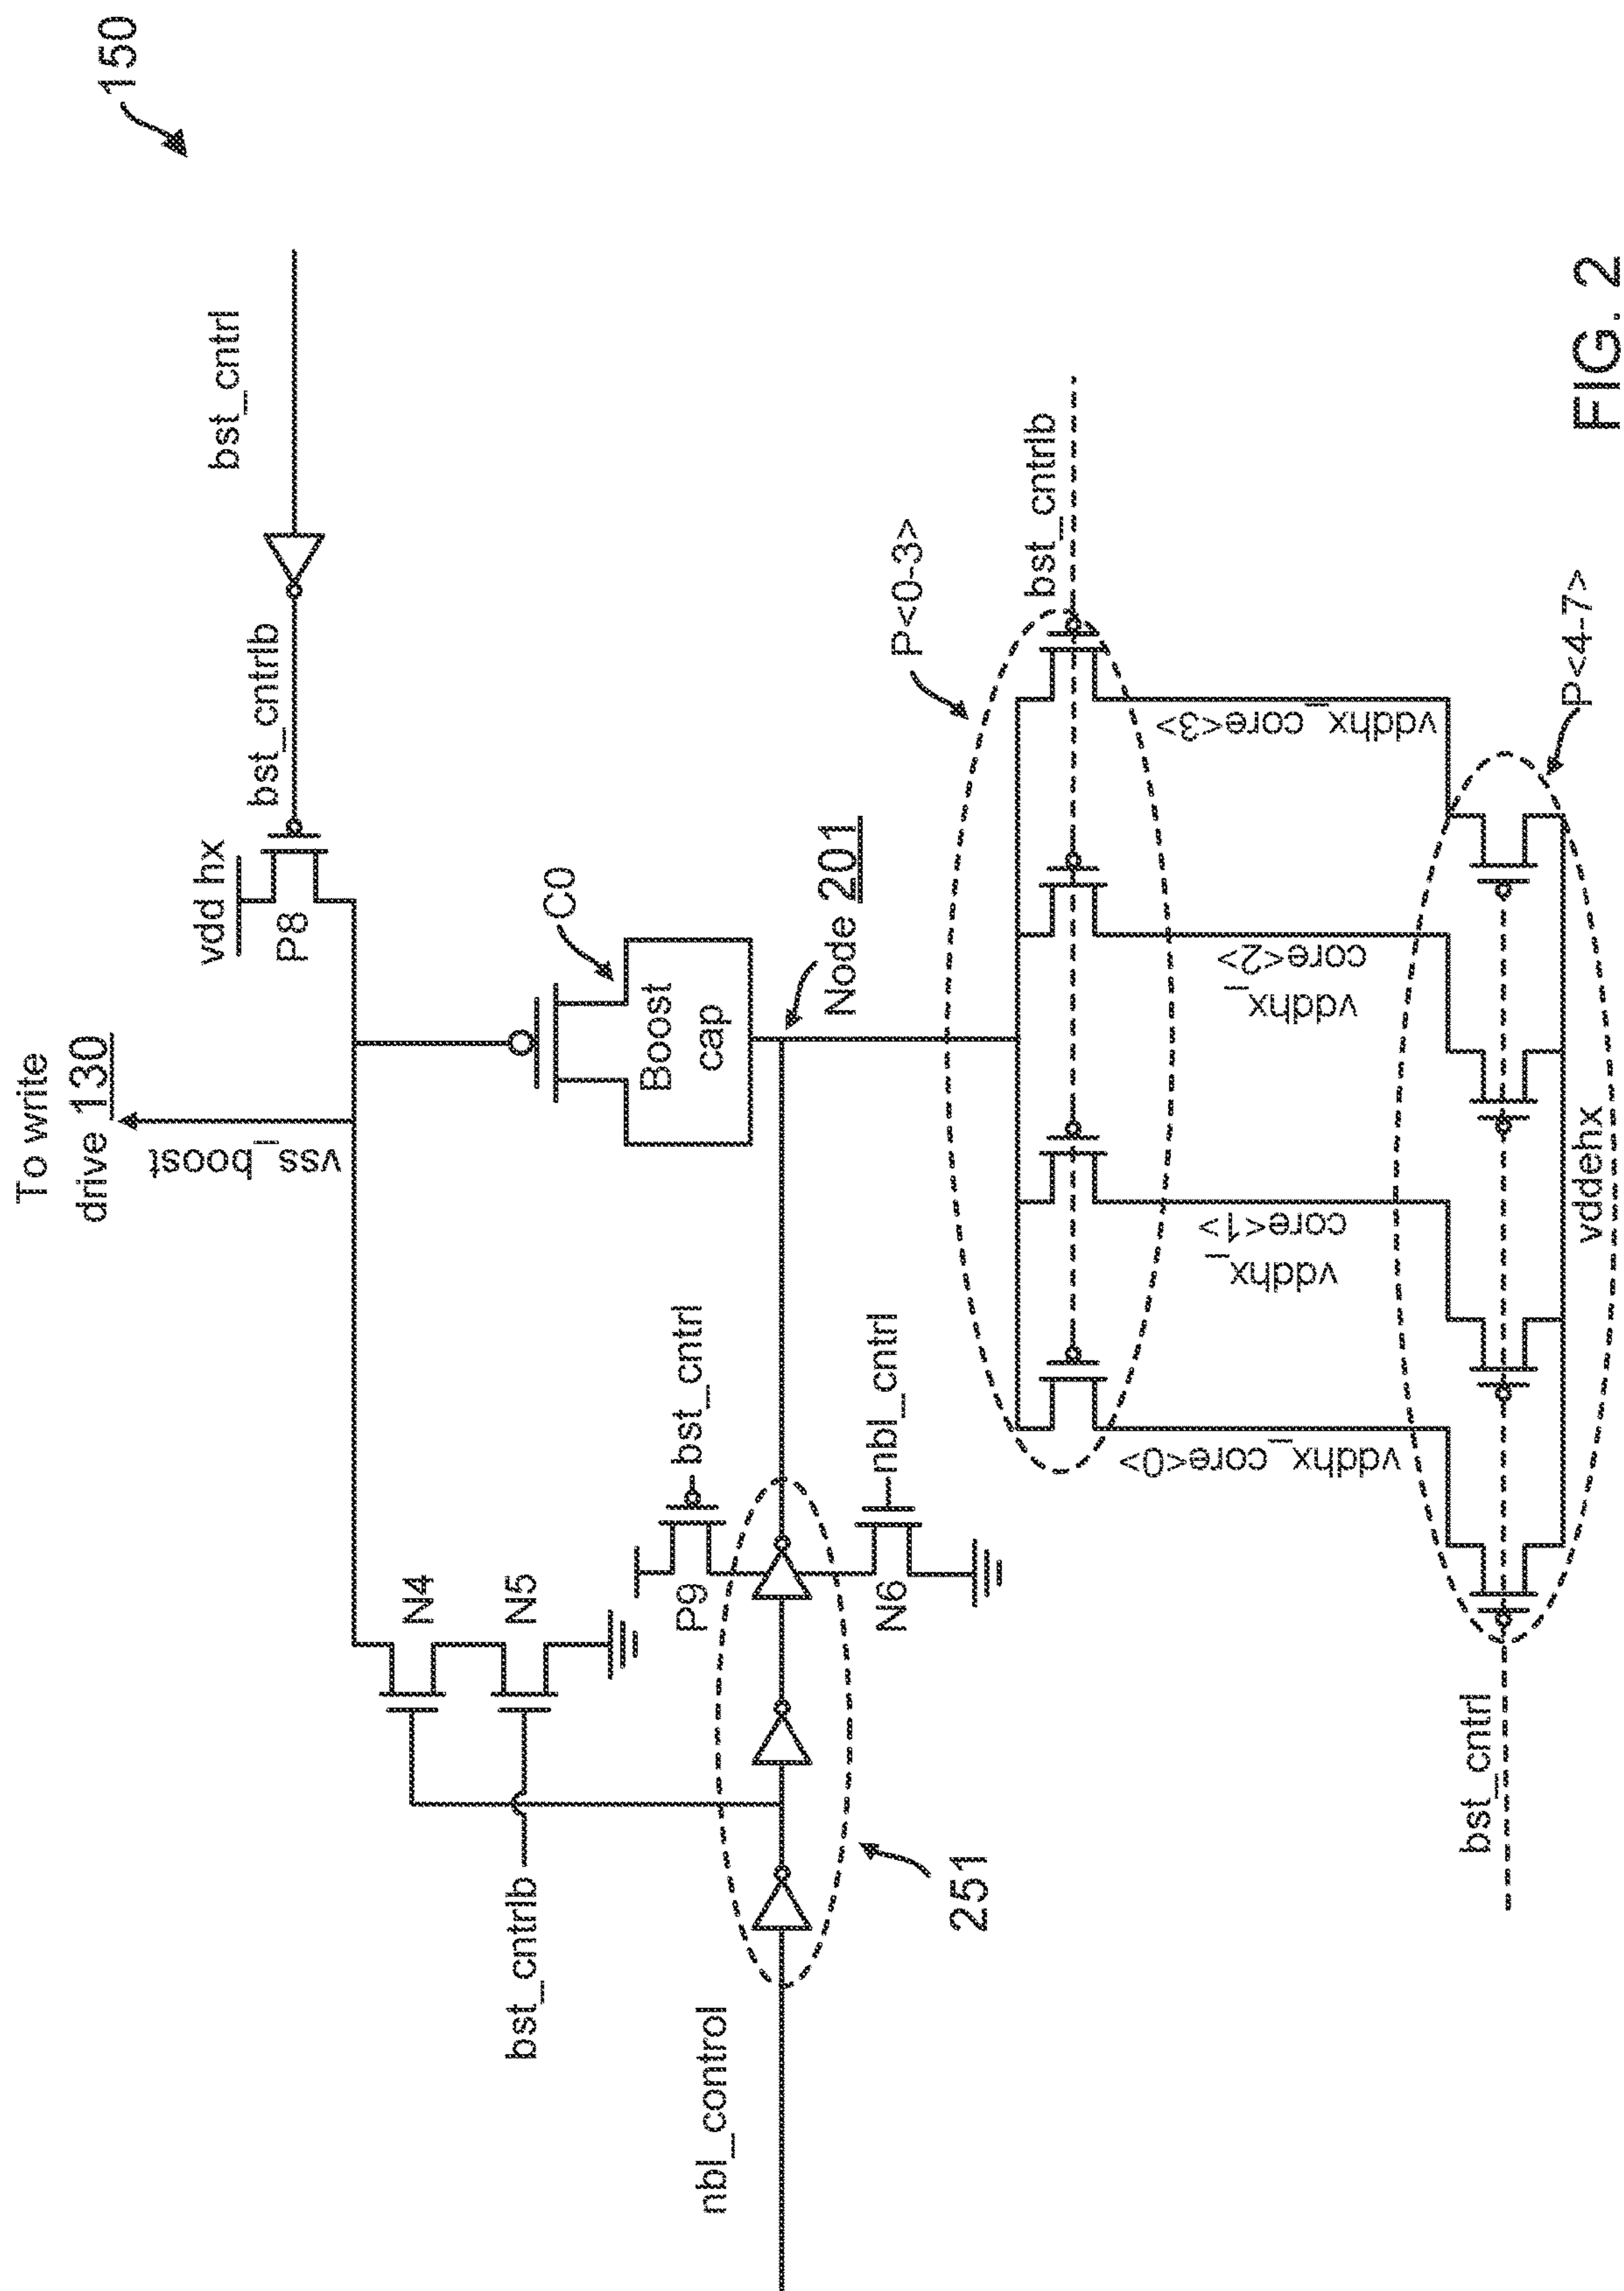 150
To write
drive 130
vss_boost
vdd hx
P8
bst_cntrlb
bst_cntrl
C0
Boost
cap
Node 201
N4
N5
bst_cntrlb
P9
bst_cntrl
N6
nbl_cntrl
nbl_control
251
P<0-3>
bst_cntrlb
vddhx_core<0>
vddhx_
core<1>
vddhx_
core<2>
vddhx_core<3>
bst_cntrl
P<4-7>
vddehx
FIG. 2